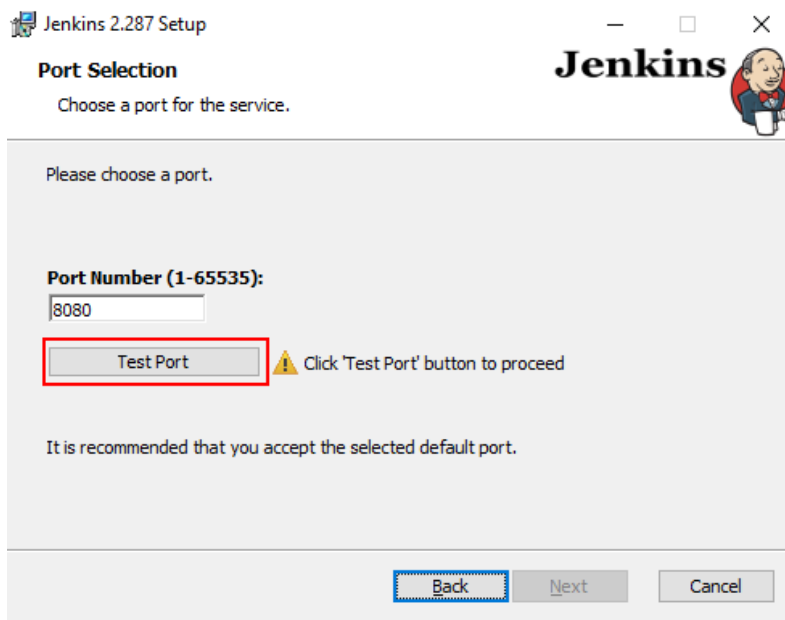 Jenkins 2.287 Setup
Port Selection
Jenkins
Choose a port for the service.
Please choose a port.
Port Number (1-65535):
8080
Test Port
Click 'Test Port' button to proceed
It is recommended that you accept the selected default port.
Back
Next
Cancel